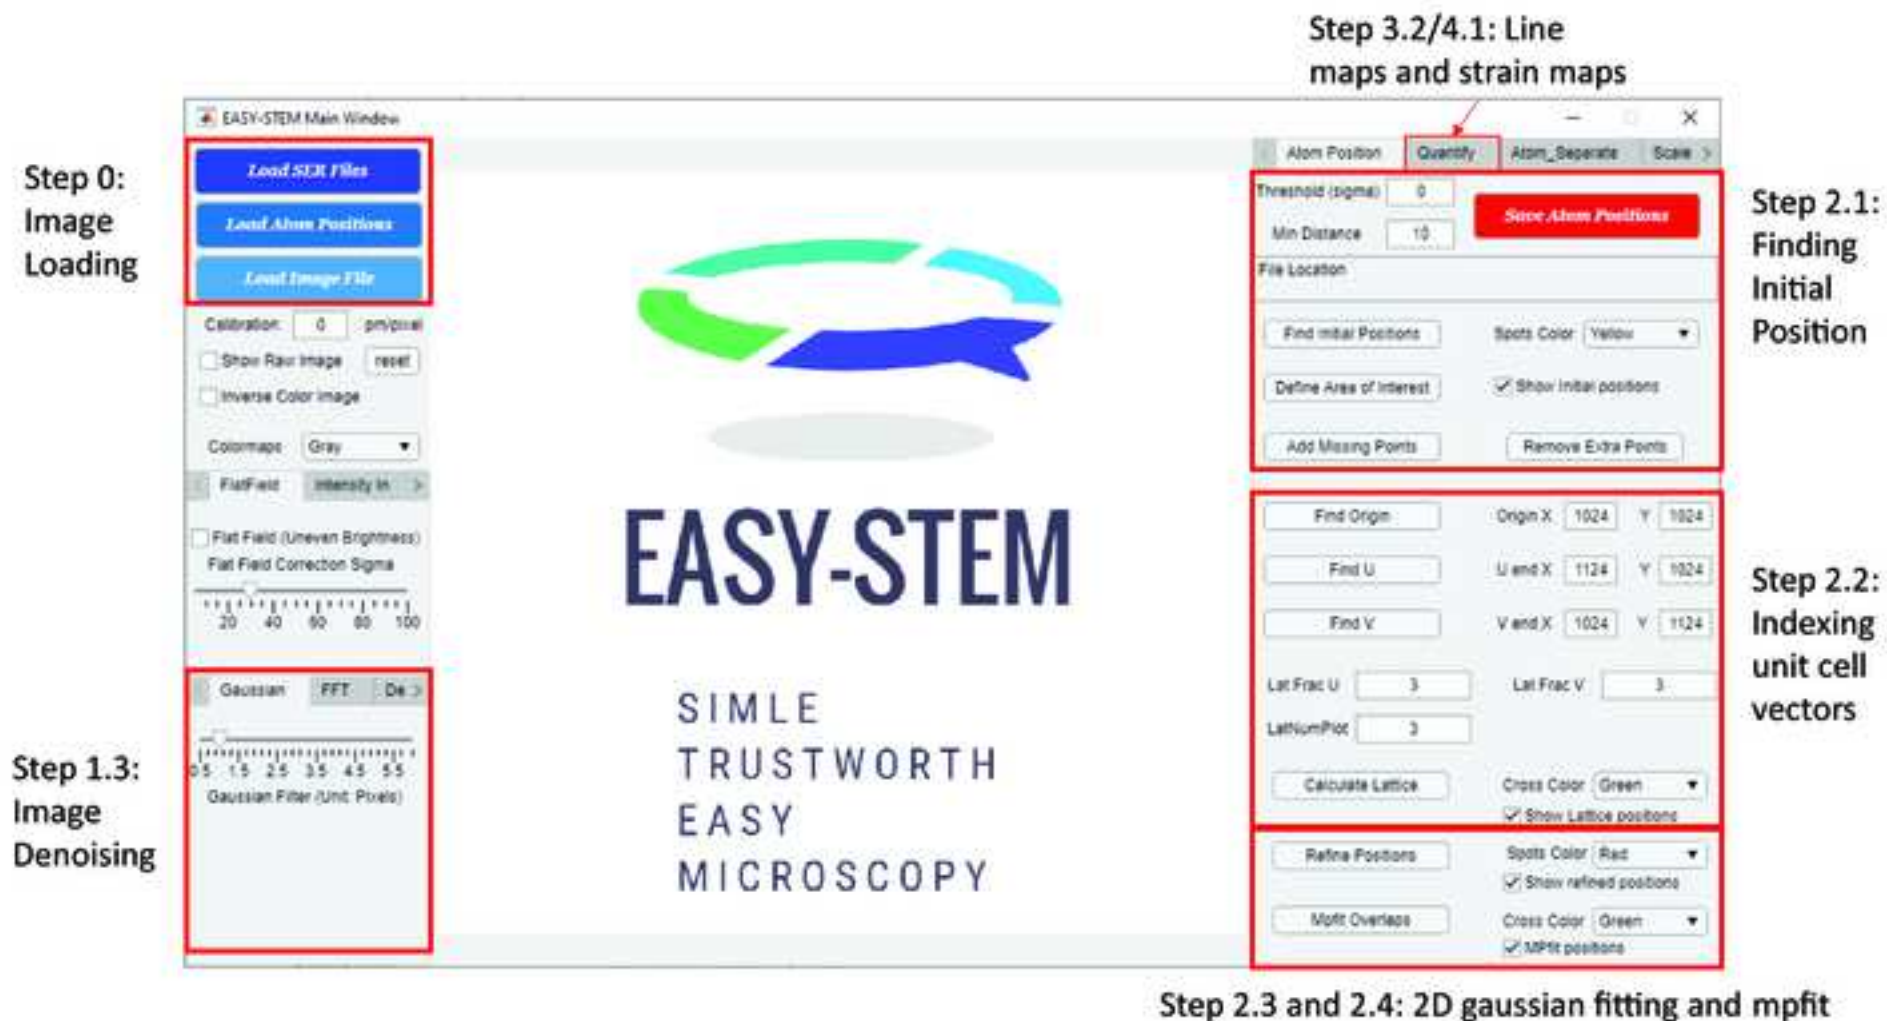 Step 3.2/4.1: Line
maps and strain maps
EASY-STEM Main Window
Step 0:
Image
Loading
Load SER Files
Load Atom Positions
Load Image File
Calibration 0 pm/pixel
Show Raw Image reset
Inverse Color Image
Colormaps Gray
FlatField Intensity In
Flat Field (Uneven Brightness)
Flat Field Correction Sigma
20 40 60 80 100
Step 1.3:
Image
Denoising
Gaussian FFT De
0.5 1.5 2.5 3.5 4.5 5.5
Gaussian Filter (Unit: Pixels)
EASY-STEM
SIMLE
TRUSTWORTH
EASY
MICROSCOPY
Atom Position Quantify Atom_Seperate Scale
Threshold (sigma) 0
Save Atom Positions
Min Distance 10
File Location
Find Initial Positions Spots Color Yellow
Define Area of Interest Show Initial positions
Add Missing Points Remove Extra Points
Step 2.1:
Finding
Initial
Position
Find Origin Origin X 1024 Y 1024
Find U U end X 1124 Y 1024
Find V V end X 1024 Y 1124
Lat Frac U 3 Lat Frac V 3
LatNumPlot 3
Calculate Lattice Cross Color Green
Show Lattice positions
Step 2.2:
Indexing
unit cell
vectors
Refine Positions Spots Color Red
Show refined positions
Mpfit Overlaps Cross Color Green
MPfit positions
Step 2.3 and 2.4: 2D gaussian fitting and mpfit